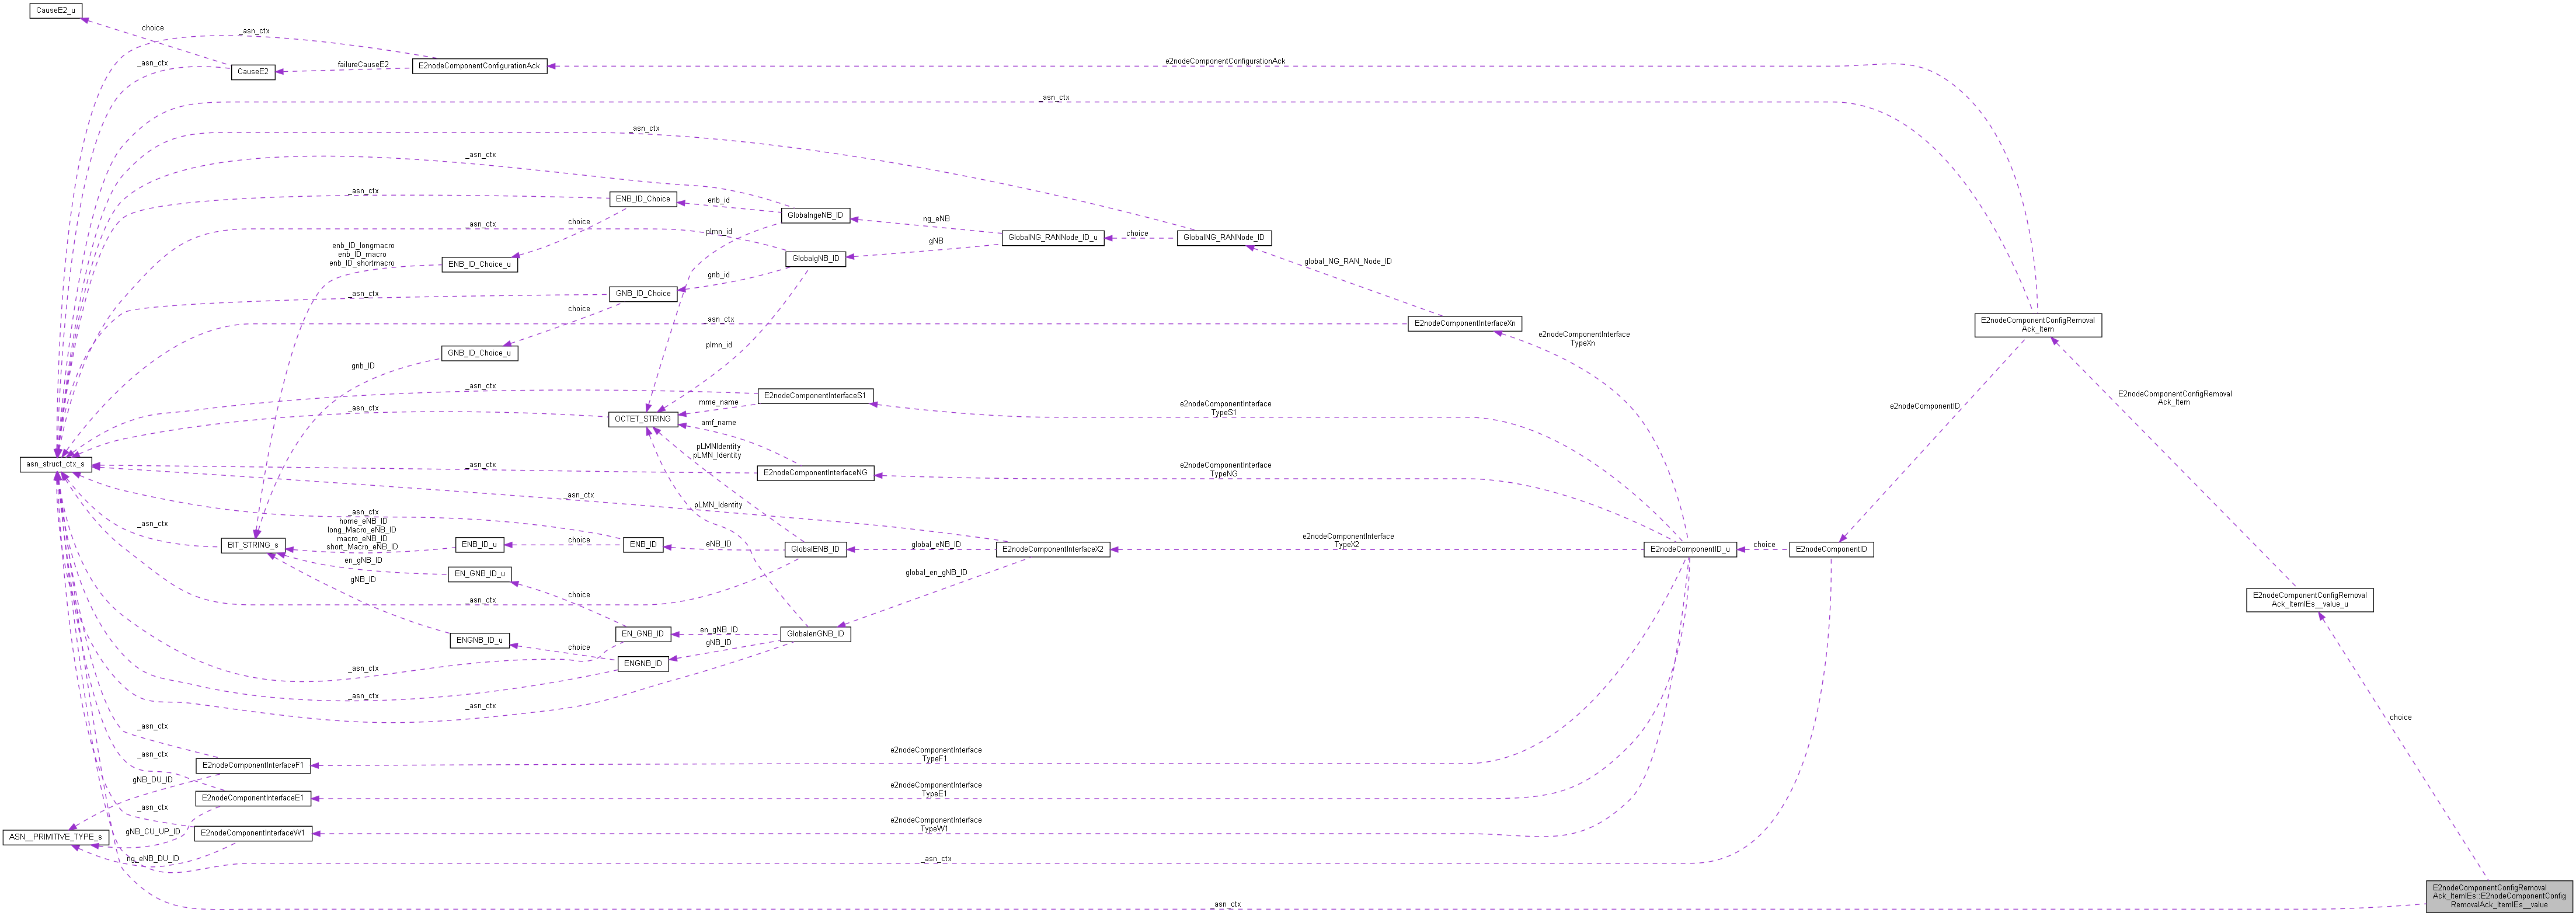 CauseE2_u
choice
_asn_ctx
_asn_ctx
CauseE2
failureCauseE2
E2nodeComponentConfigurationAck
e2nodeComponentConfigurationAck
_asn_ctx
_asn_ctx
_asn_ctx
_asn_ctx
ENB_ID_Choice
enb_id
GlobalngeNB_ID
ng_eNB
choice
_asn_ctx
plmn_id
GlobalNG_RANNode_ID_u
choice
GlobalNG_RANNode_ID
gNB
enb_ID_longmacro
enb_ID_macro
enb_ID_shortmacro
ENB_ID_Choice_u
GlobalgNB_ID
global_NG_RAN_Node_ID
gnb_id
_asn_ctx
GNB_ID_Choice
choice
_asn_ctx
E2nodeComponentInterfaceXn
E2nodeComponentConfigRemoval
Ack_Item
e2nodeComponentInterface
TypeXn
GNB_ID_Choice_u
plmn_id
gnb_ID
_asn_ctx
E2nodeComponentInterfaceS1
mme_name
e2nodeComponentInterface
TypeS1
e2nodeComponentID
E2nodeComponentConfigRemoval
Ack_Item
_asn_ctx
OCTET_STRING
amf_name
pLMNIdentity
pLMN_Identity
asn_struct_ctx_s
_asn_ctx
E2nodeComponentInterfaceNG
e2nodeComponentInterface
TypeNG
_asn_ctx
pLMN_Identity
_asn_ctx
_asn_ctx
home_eNB_ID
long_Macro_eNB_ID
macro_eNB_ID
short_Macro_eNB_ID
BIT_STRING_s
ENB_ID_u
choice
ENB_ID
eNB_ID
GlobalENB_ID
global_eNB_ID
E2nodeComponentInterfaceX2
e2nodeComponentInterface
TypeX2
E2nodeComponentID_u
choice
E2nodeComponentID
en_gNB_ID
EN_GNB_ID_u
gNB_ID
choice
global_en_gNB_ID
_asn_ctx
E2nodeComponentConfigRemoval
Ack_ItemIEs__value_u
ENGNB_ID_u
EN_GNB_ID
en_gNB_ID
GlobalenGNB_ID
gNB_ID
choice
ENGNB_ID
_asn_ctx
_asn_ctx
_asn_ctx
choice
_asn_ctx
_asn_ctx
E2nodeComponentInterfaceF1
e2nodeComponentInterface
TypeF1
gNB_DU_ID
E2nodeComponentInterfaceE1
e2nodeComponentInterface
TypeE1
_asn_ctx
gNB_CU_UP_ID
E2nodeComponentInterfaceW1
e2nodeComponentInterface
TypeW1
ASN__PRIMITIVE_TYPE_s
ng_eNB_DU_ID
_asn_ctx
E2nodeComponentConfigRemoval
Ack_ItemIEs::E2nodeComponentConfig
RemovalAck_ItemIEs__value
_asn_ctx